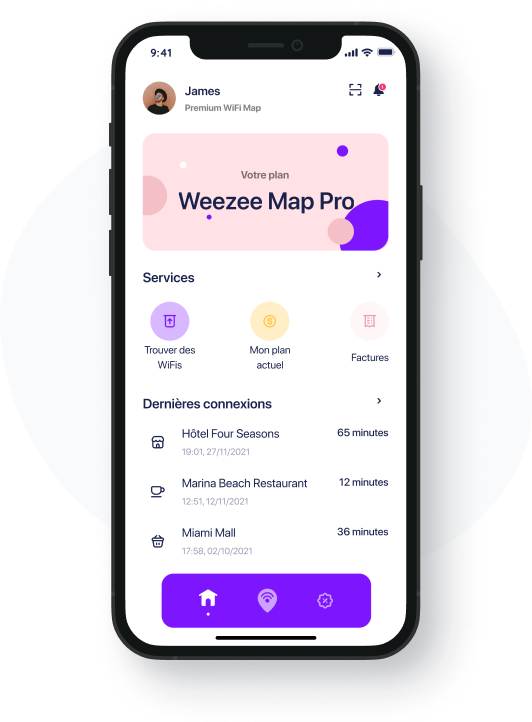 9:41
James
Premium WiFi Map
Votre plan
Weezee Map Pro
Services
Trouver des
WiFis
Mon plan
actuel
Factures
Dernières connexions
Hôtel Four Seasons
65 minutes
19:01, 27/11/2021
Marina Beach Restaurant
12 minutes
12:51, 12/11/2021
Miami Mall
36 minutes
17:58, 02/10/2021